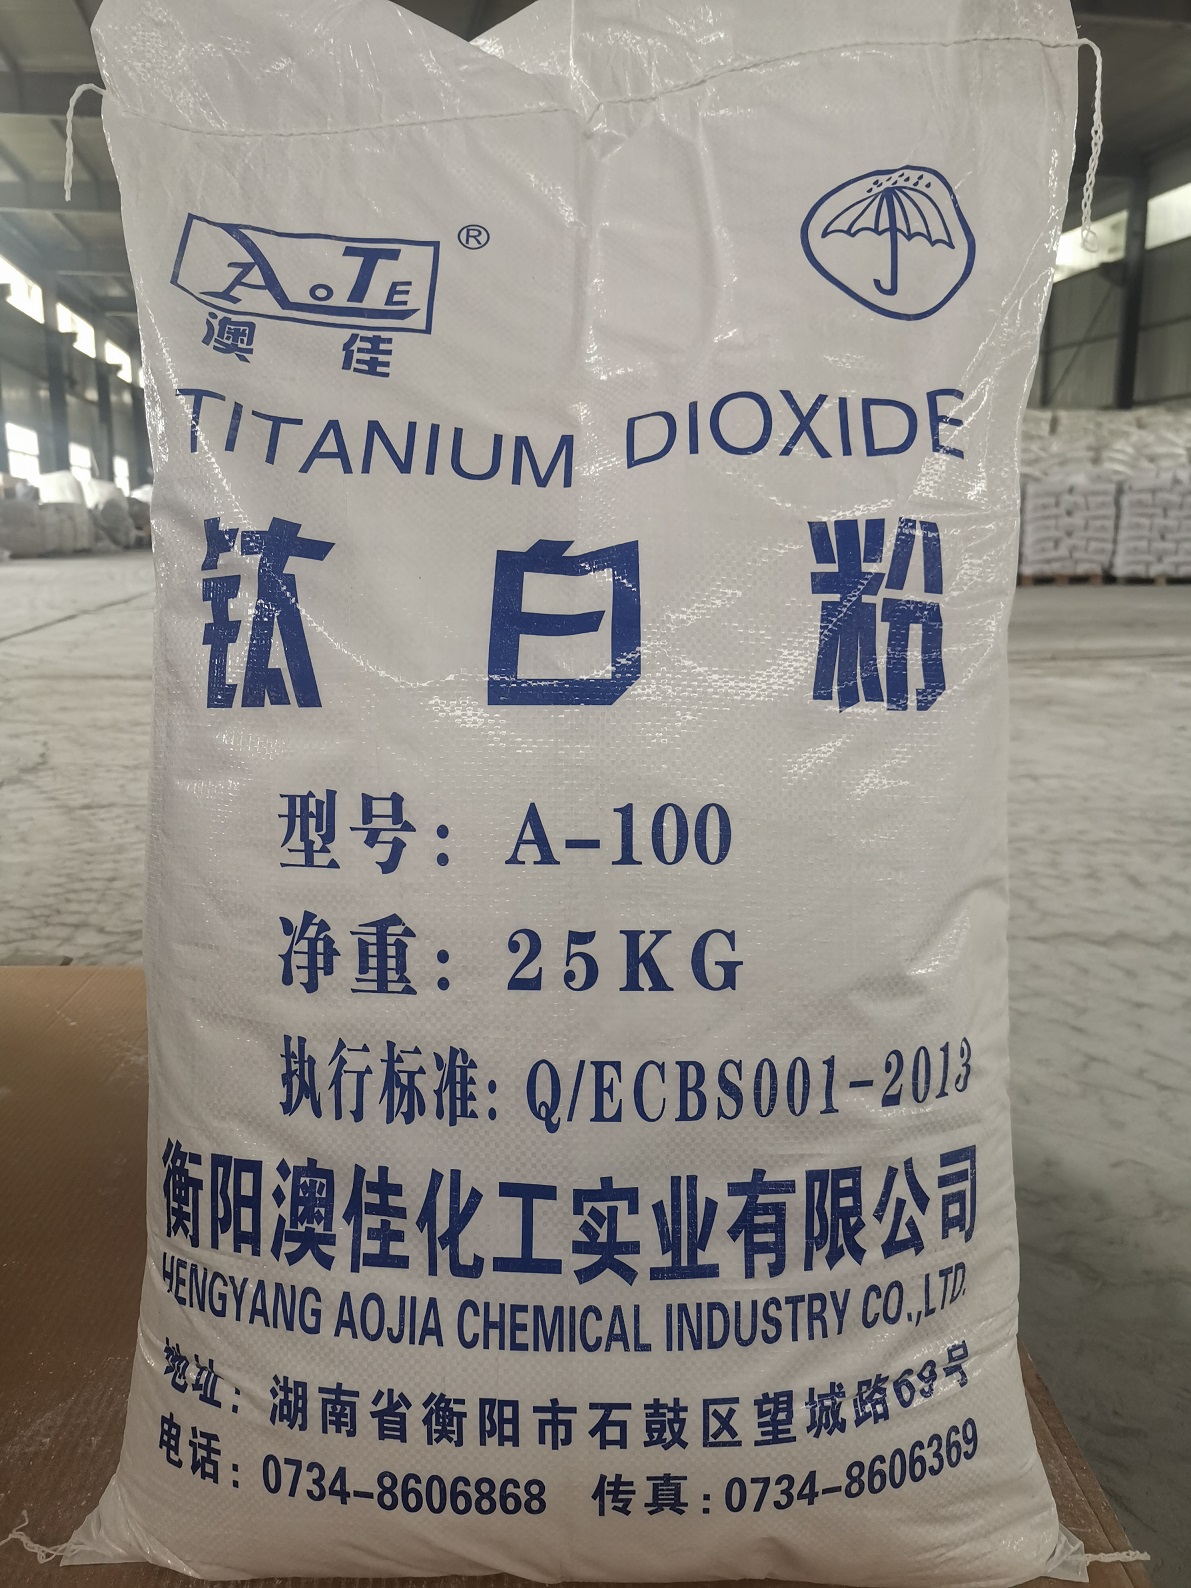 AoTE ®
澳佳
TITANIUM DIOXIDE
钛白粉
型号：A-100
净重：25KG
执行标准：Q/ECBS001-2013
衡阳澳佳化工实业有限公司
HENGYANG AOJIA CHEMICAL INDUSTRY CO.,LTD.
地址：湖南省衡阳市石鼓区望城路69号
电话：0734-8606868 传真：0734-8606369